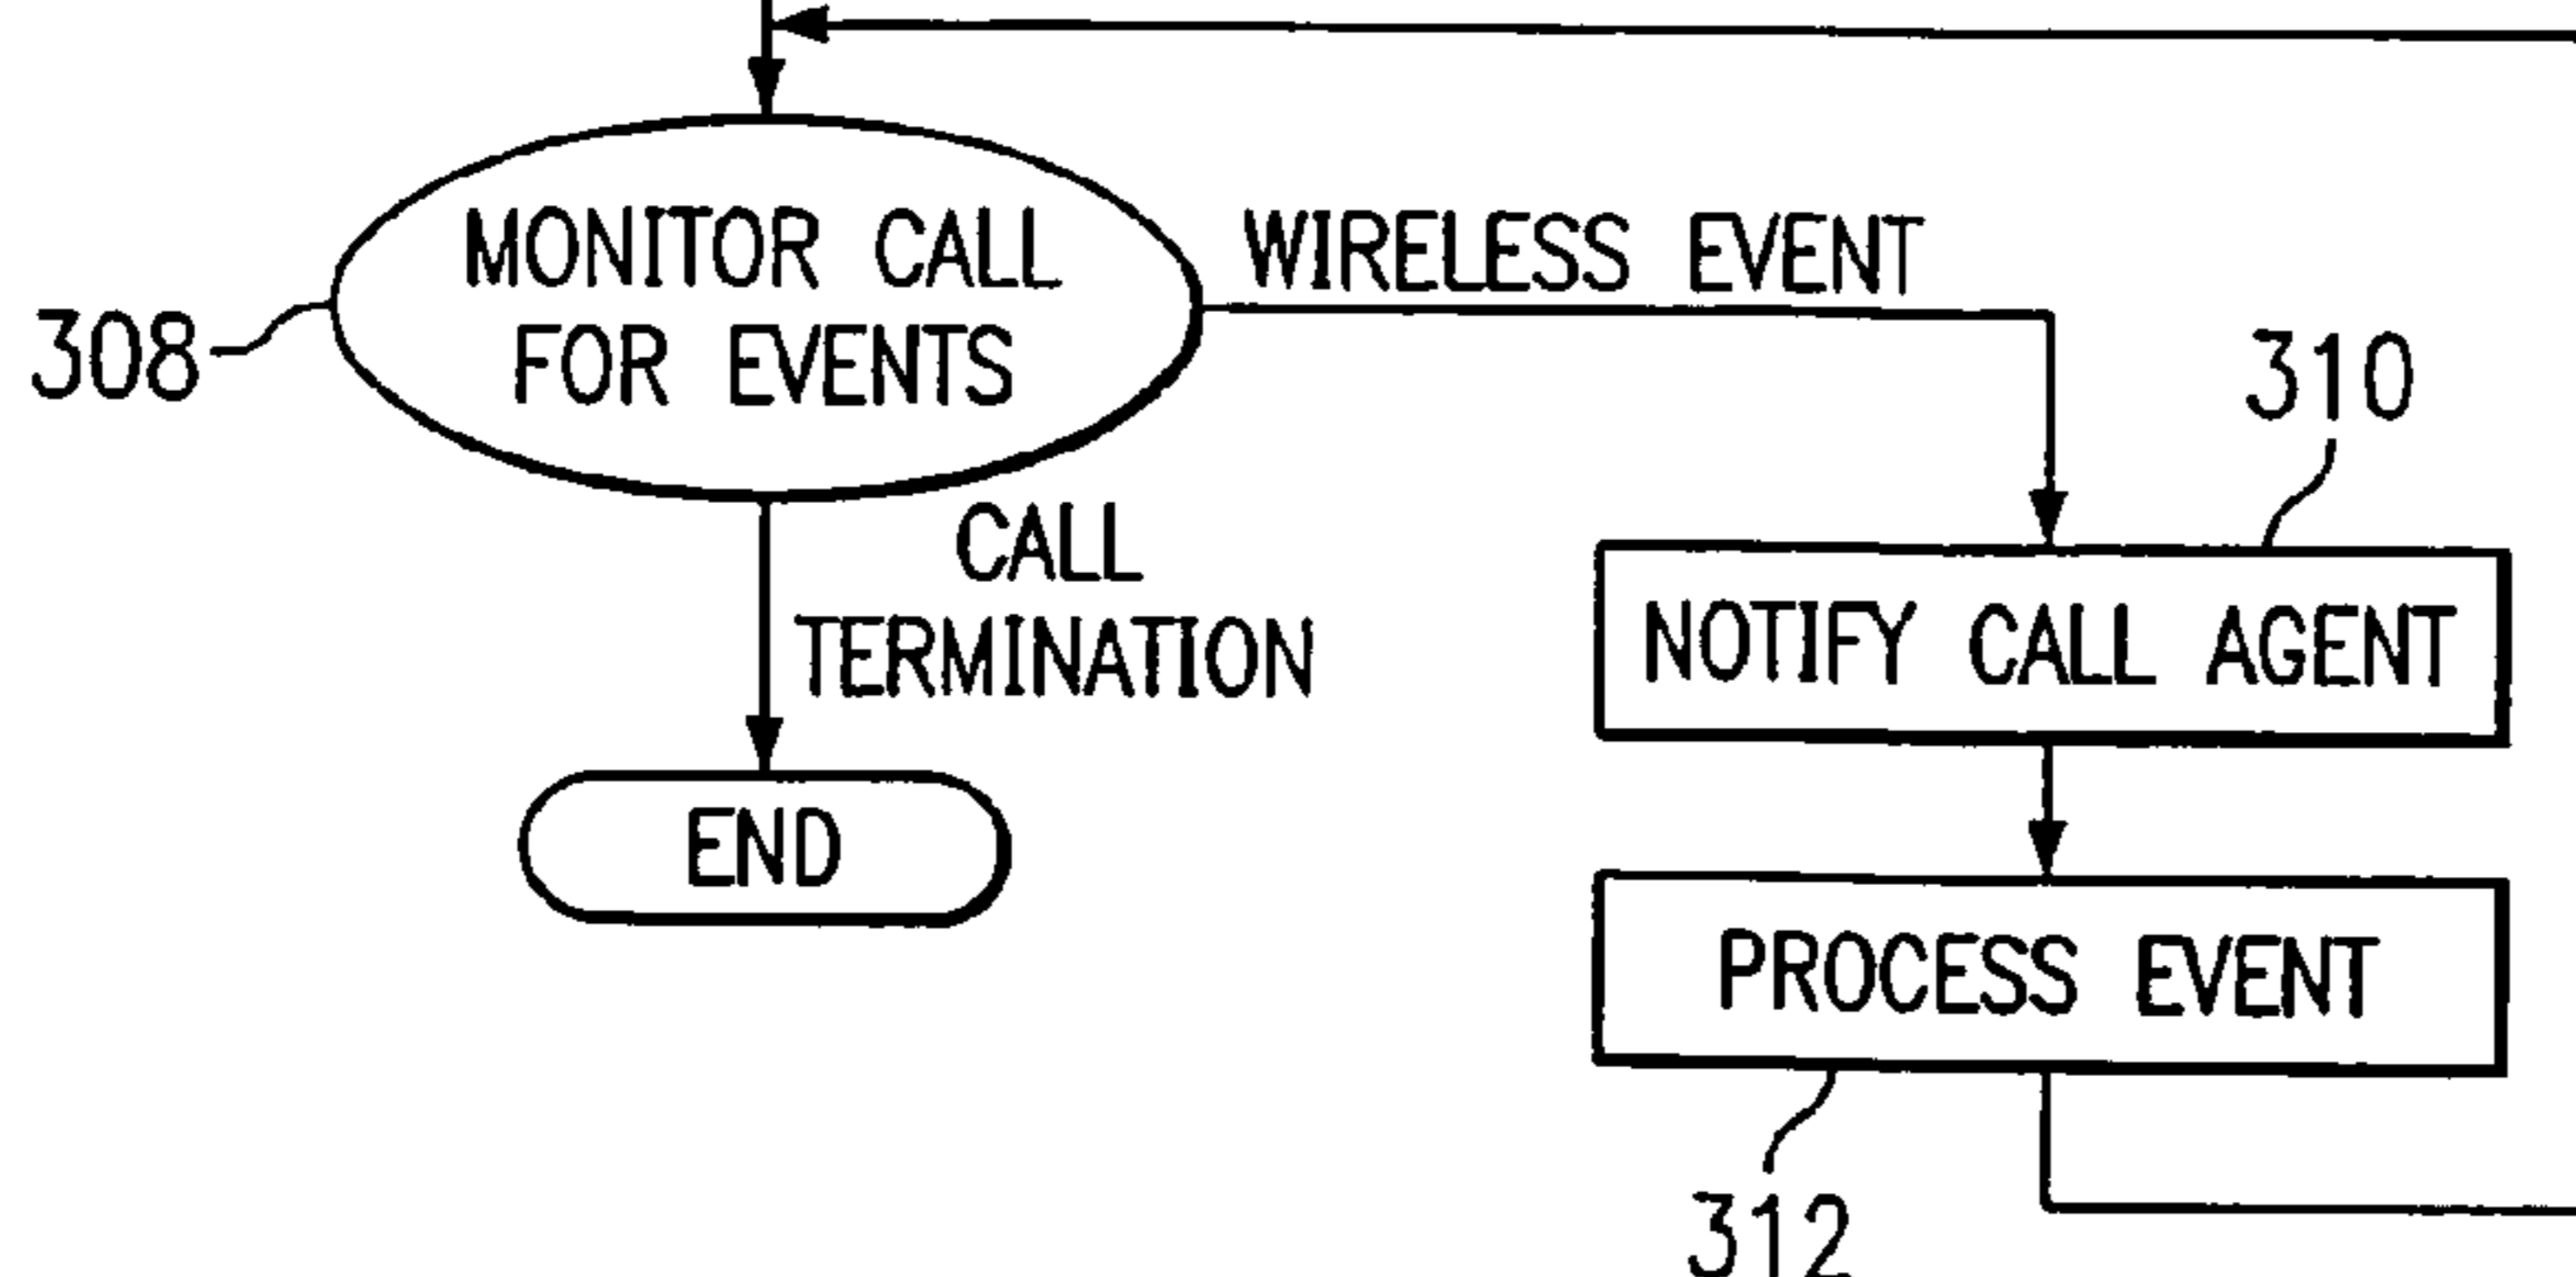 MONITOR CALL
FOR EVENTS
308
WIRELESS EVENT
310
CALL
TERMINATION
NOTIFY CALL AGENT
END
PROCESS EVENT
312